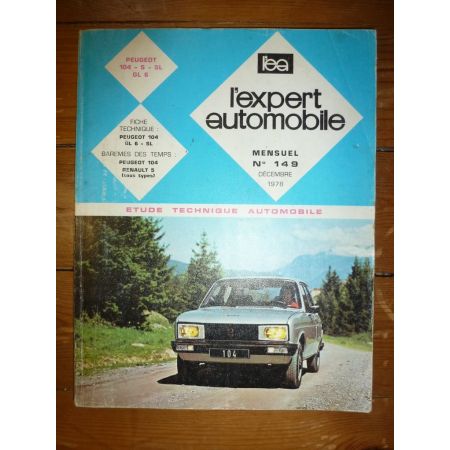 PEUGEOT
104 - S - SL
GL 6
l'ea
l'expert
automobile
FICHE
TECHNIQUE :
PEUGEOT 104
GL 6 - SL
BAREMES DES TEMPS :
PEUGEOT 104
RENAULT 5
(tous types)
MENSUEL
N° 149
DÉCEMBRE
1978
ETUDE TECHNIQUE AUTOMOBILE
104